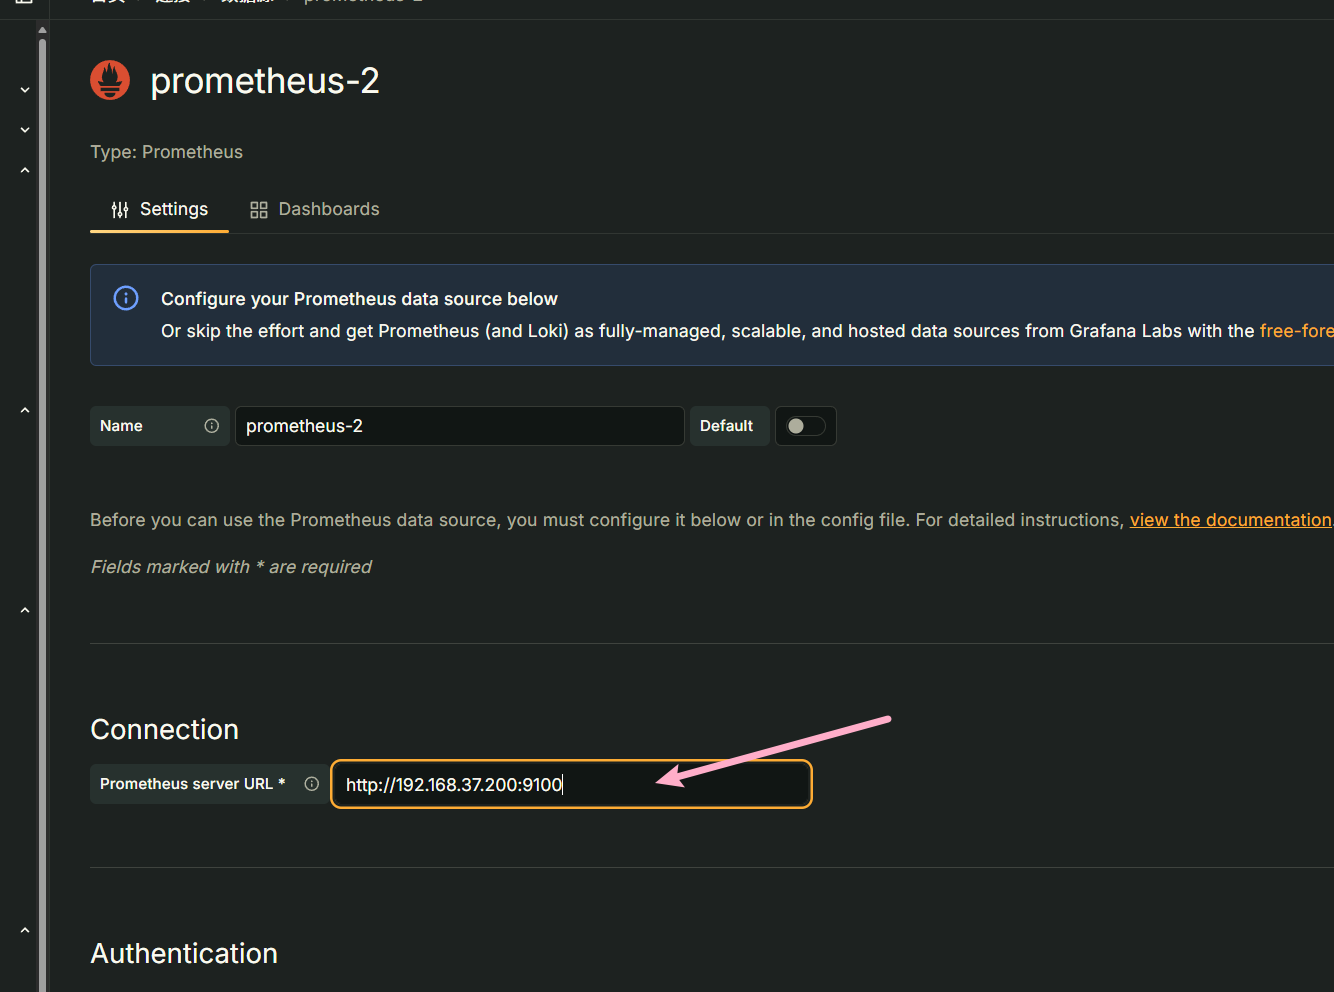 prometheus-2
prometheus-2
Type: Prometheus
Settings
Dashboards
Configure your Prometheus data source below
Or skip the effort and get Prometheus (and Loki) as fully-managed, scalable, and hosted data sources from Grafana Labs with the free-fore
Name
prometheus-2
Default
Before you can use the Prometheus data source, you must configure it below or in the config file. For detailed instructions, view the documentation.
Fields marked with * are required
Connection
Prometheus server URL *
http://192.168.37.200:9100
Authentication